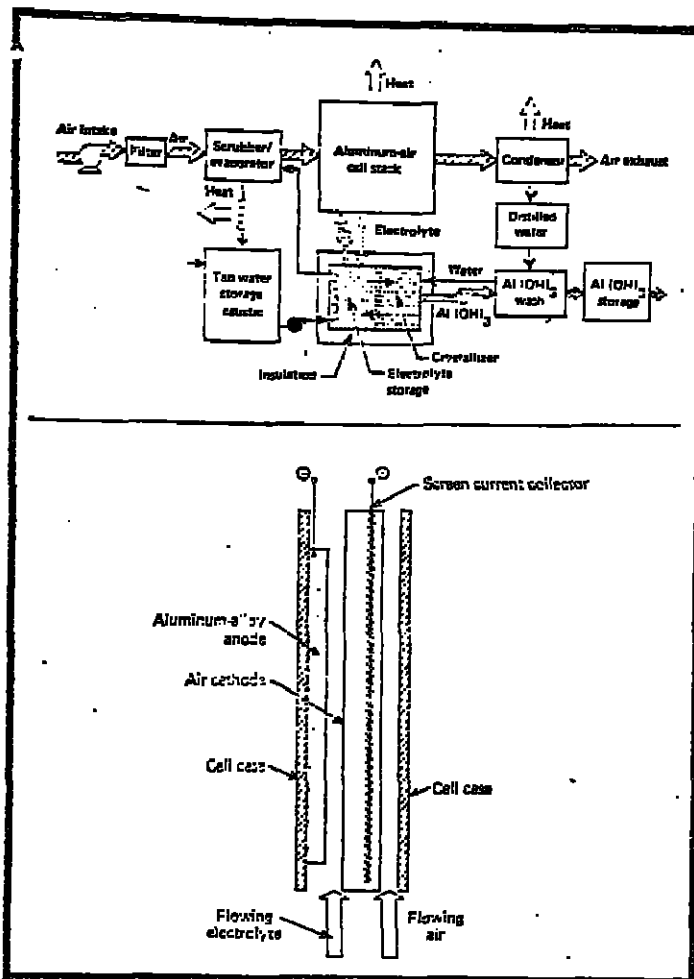 Heat
Heat
Air intake
Filter
Air
Scrubber/
evaporator
Aluminum-air
cell stack
Condenser
Air exhaust
Heat
Electrolyte
Distilled
water
Water
Tap water
storage
Al (OH)3
wash
Al (OH)3
storage
Al (OH)3
Insulation
Crystallizer
Electrolyte
storage
Screen current collector
Aluminum-alloy
anode
Air cathode
Cell case
Cell case
Flowing
electrolyte
Flowing
air